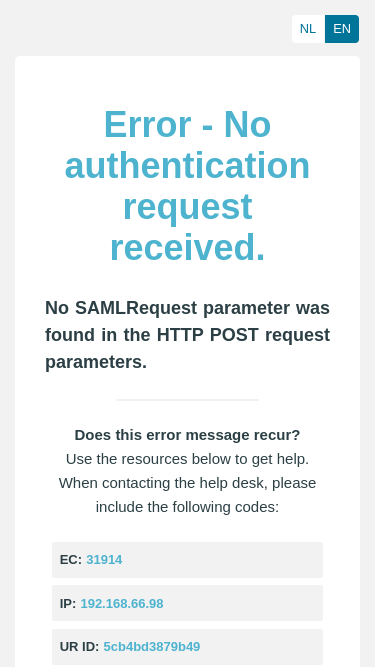 NL EN
Error - No
authentication
request
received.
No SAMLRequest parameter was
found in the HTTP POST request
parameters.
Does this error message recur?
Use the resources below to get help.
When contacting the help desk, please
include the following codes:
EC: 31914
IP: 192.168.66.98
UR ID: 5cb4bd3879b49